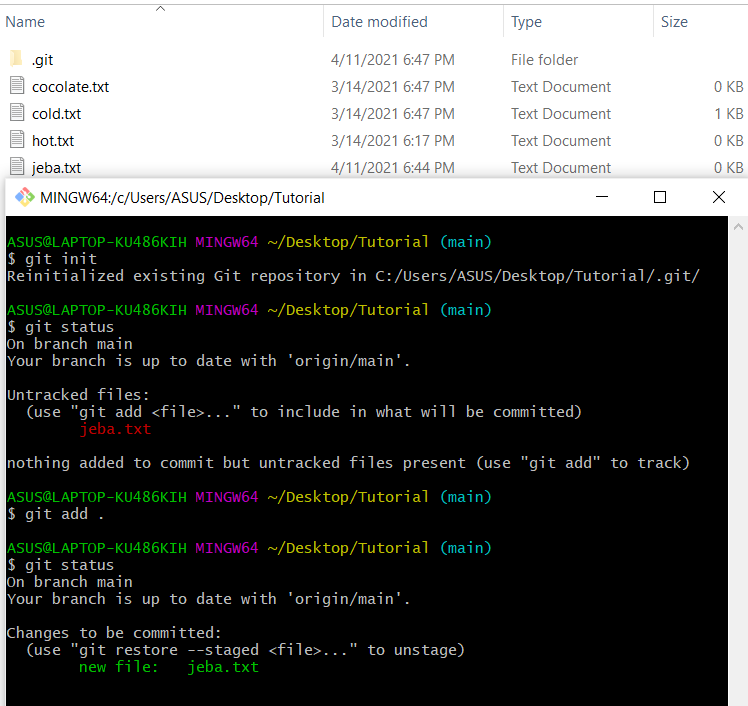 Name Date modified Type Size
.git 4/11/2021 6:47 PM File folder
cocolate.txt 3/14/2021 6:47 PM Text Document 0 KB
cold.txt 3/14/2021 6:47 PM Text Document 1 KB
hot.txt 3/14/2021 6:17 PM Text Document 0 KB
jeba.txt 4/11/2021 6:44 PM Text Document 0 KB
MINGW64:/c/Users/ASUS/Desktop/Tutorial
ASUS@LAPTOP-KU486KIH MINGW64 ~/Desktop/Tutorial (main)
$ git init
Reinitialized existing Git repository in C:/Users/ASUS/Desktop/Tutorial/.git/
ASUS@LAPTOP-KU486KIH MINGW64 ~/Desktop/Tutorial (main)
$ git status
On branch main
Your branch is up to date with 'origin/main'.
Untracked files:
(use "git add <file>..." to include in what will be committed)
jeba.txt
nothing added to commit but untracked files present (use "git add" to track)
ASUS@LAPTOP-KU486KIH MINGW64 ~/Desktop/Tutorial (main)
$ git add .
ASUS@LAPTOP-KU486KIH MINGW64 ~/Desktop/Tutorial (main)
$ git status
On branch main
Your branch is up to date with 'origin/main'.
Changes to be committed:
(use "git restore --staged <file>..." to unstage)
new file:   jeba.txt